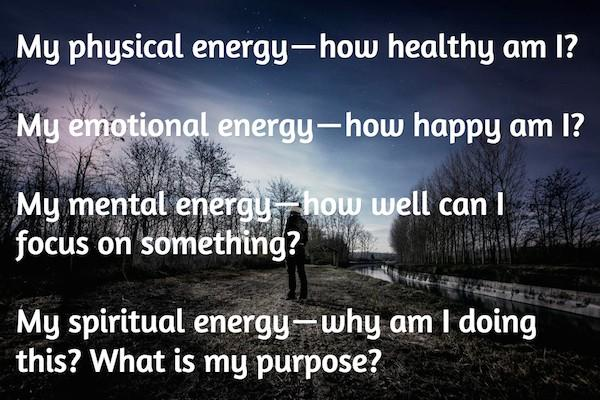 My physical energy—how healthy am I?
My emotional energy—how happy am I?
My mental energy—how well can I
focus on something?
My spiritual energy—why am I doing
this? What is my purpose?